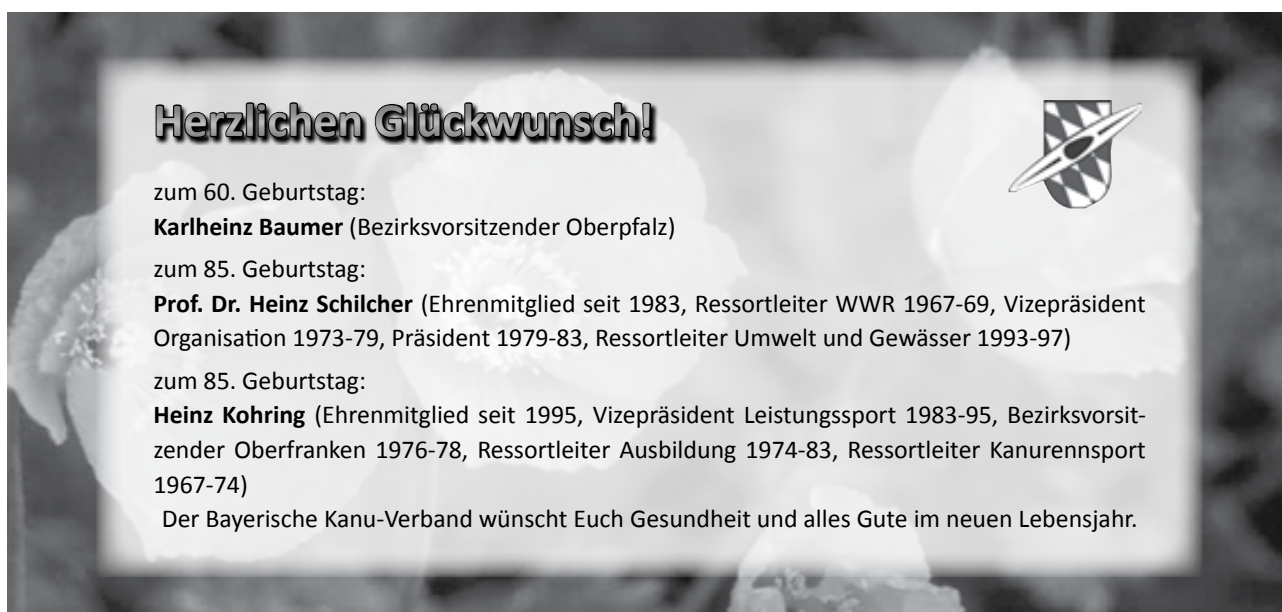 Herzlichen Glückwunsch!
zum 60. Geburtstag:
Karlheinz Baumer (Bezirksvorsitzender Oberpfalz)
zum 85. Geburtstag:
Prof. Dr. Heinz Schilcher (Ehrenmitglied seit 1983, Ressortleiter WWR 1967-69, Vizepräsident
Organisation 1973-79, Präsident 1979-83, Ressortleiter Umwelt und Gewässer 1993-97)
zum 85. Geburtstag:
Heinz Kohring (Ehrenmitglied seit 1995, Vizepräsident Leistungssport 1983-95, Bezirksvorsit-
zender Oberfranken 1976-78, Ressortleiter Ausbildung 1974-83, Ressortleiter Kanurennsport
1967-74)
Der Bayerische Kanu-Verband wünscht Euch Gesundheit und alles Gute im neuen Lebensjahr.